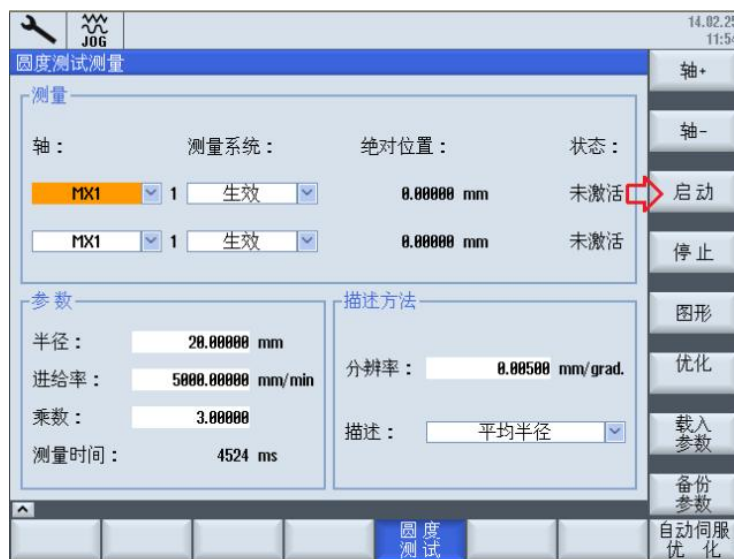 JOG
14.02.25
11:54
圆度测试测量
轴+
测量
轴-
轴：
测量系统：
绝对位置：
状态：
MX1 1 生效 0.00000 mm 未激活
启动
MX1 1 生效 0.00000 mm 未激活
停止
参数
半径： 20.00000 mm
进给率： 5000.00000 mm/min
乘数： 3.00000
测量时间： 4524 ms
描述方法
分辨率： 0.00500 mm/grad.
描述： 平均半径
图形
优化
载入
参数
备份
参数
圆度
测试
自动伺服
优 化